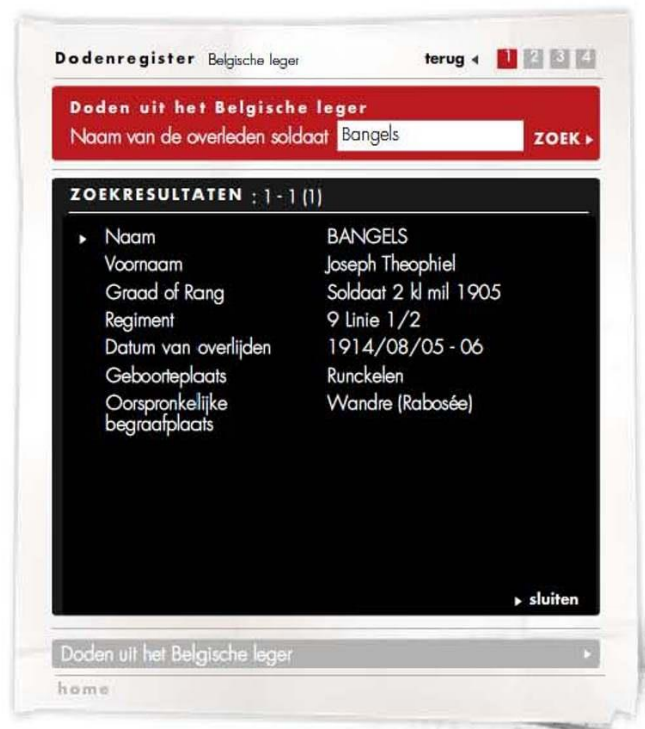 Dodenregister Belgische leger terug 1 2 3 4
Doden uit het Belgische leger
Naam van de overleden soldaat Bangels ZOEK
ZOEKRESULTATEN : 1 - 1 (1)
Naam BANGELS
Voornaam Joseph Theophiel
Graad of Rang Soldaat 2 kl mil 1905
Regiment 9 Linie 1/2
Datum van overlijden 1914/08/05 - 06
Geboorteplaats Runckelen
Oorspronkelijke Wandre (Rabosée)
begraafplaats
sluiten
Doden uit het Belgische leger
home